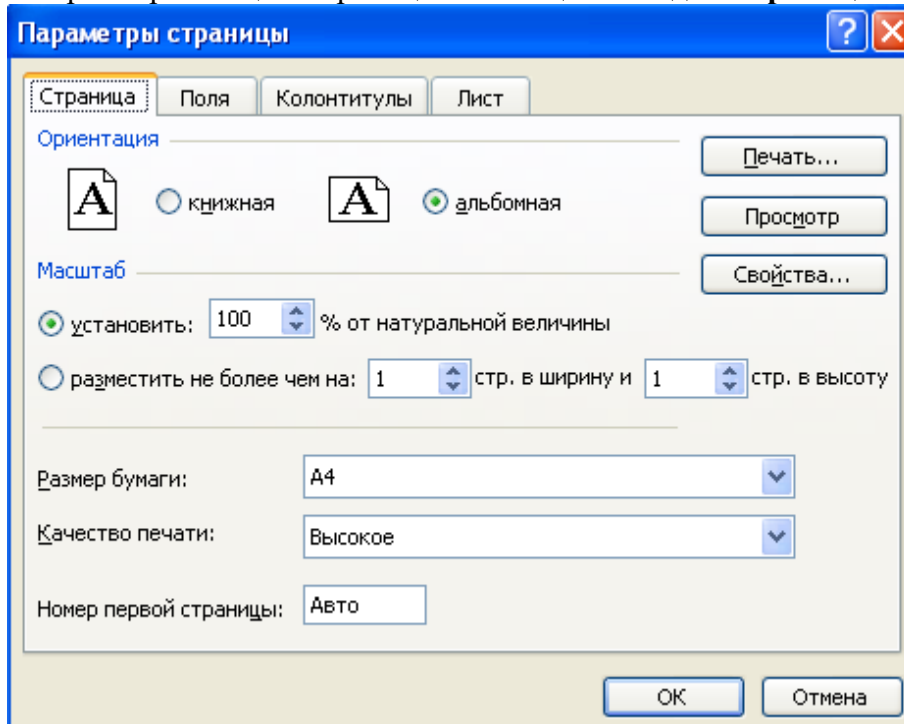 Параметры страницы
Страница Поля Колонтитулы Лист
Ориентация
Печать...
A книжная A альбомная
Просмотр
Масштаб
Свойства...
установить: 100 % от натуральной величины
разместить не более чем на: 1 стр. в ширину и 1 стр. в высоту
Размер бумаги: A4
Качество печати: Высокое
Номер первой страницы: Авто
ОК Отмена